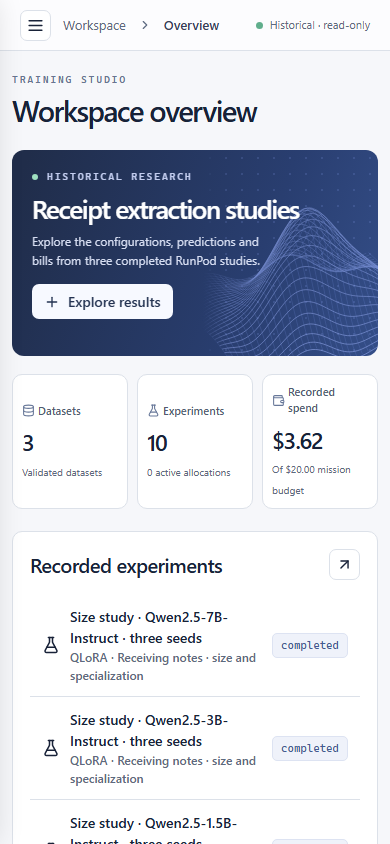 Workspace > Overview
Historical · read-only
TRAINING STUDIO
Workspace overview
HISTORICAL RESEARCH
Receipt extraction studies
Explore the configurations, predictions and
bills from three completed RunPod studies.
+ Explore results
Datasets
3
Validated datasets
Experiments
10
0 active allocations
Recorded
spend
$3.62
Of $20.00 mission
budget
Recorded experiments
Size study · Qwen2.5-7B-
Instruct · three seeds
QLoRA · Receiving notes · size and
specialization
completed
Size study · Qwen2.5-3B-
Instruct · three seeds
QLoRA · Receiving notes · size and
specialization
completed
Size study · Qwen2.5-1.5B-
Instruct · three seeds